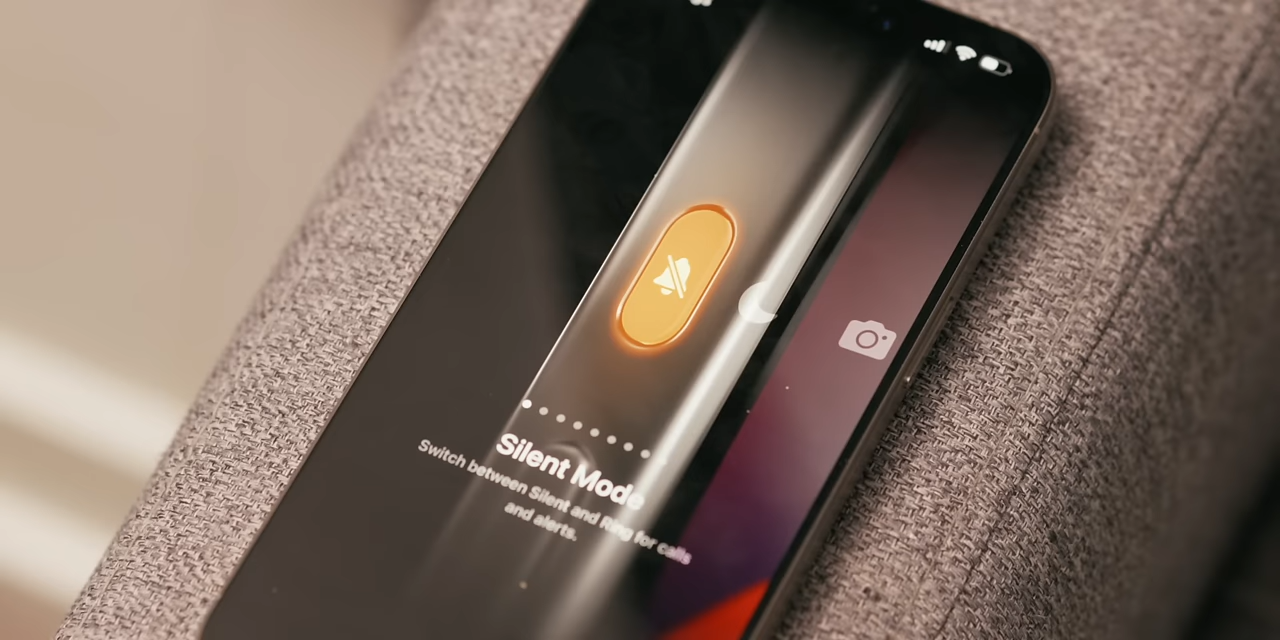 Silent Mode
Switch between Silent and Ring for calls
and alerts.